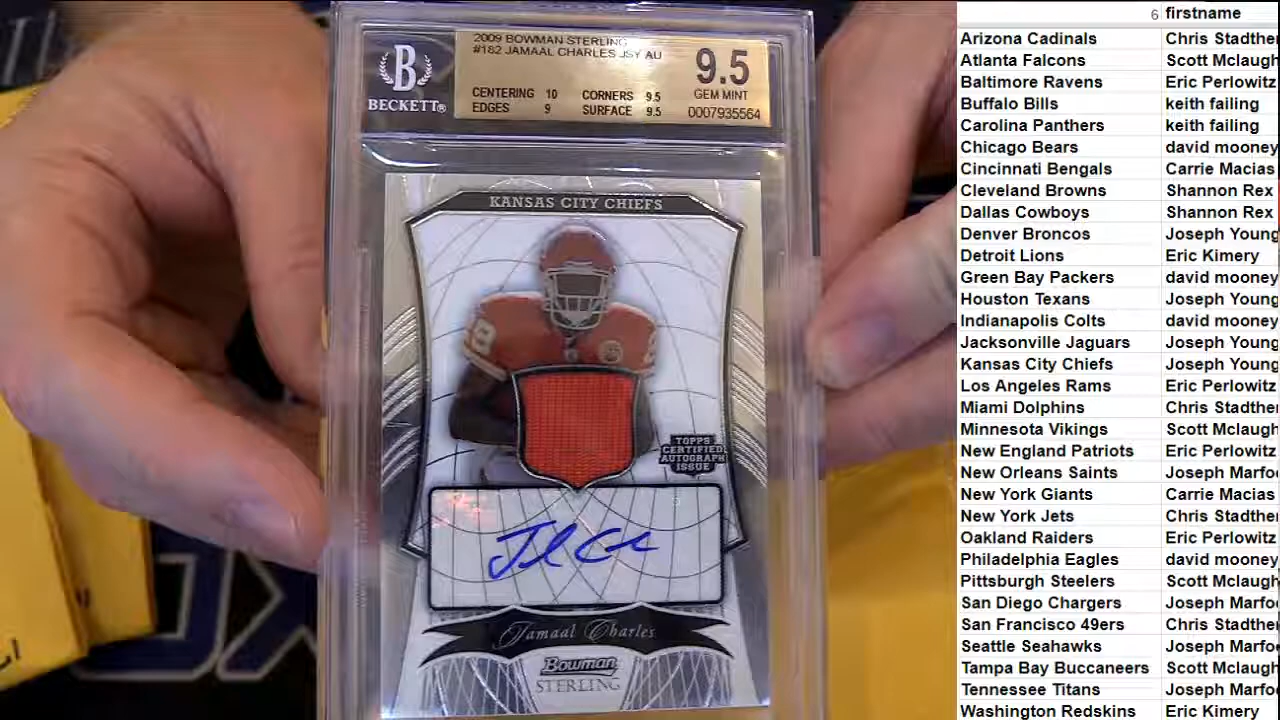 2009 BOWMAN STERLING
#182 JAMAAL CHARLES JSY AU
CENTERING 10 CORNERS 9.5
EDGES 9 SURFACE 9.5
9.5
GEM MINT
0007935564
B
BECKETT®
KANSAS CITY CHIEFS
TOPPS
CERTIFIED
AUTOGRAPH
ISSUE
Jamaal Charles
Bowman
STERLING
6 firstname
Arizona Cadinals Chris Stadther
Atlanta Falcons Scott Mclaugh
Baltimore Ravens Eric Perlowitz
Buffalo Bills keith failing
Carolina Panthers keith failing
Chicago Bears david mooney
Cincinnati Bengals Carrie Macias
Cleveland Browns Shannon Rex
Dallas Cowboys Shannon Rex
Denver Broncos Joseph Young
Detroit Lions Eric Kimery
Green Bay Packers david mooney
Houston Texans Joseph Young
Indianapolis Colts david mooney
Jacksonville Jaguars Joseph Young
Kansas City Chiefs Joseph Young
Los Angeles Rams Eric Perlowitz
Miami Dolphins Chris Stadther
Minnesota Vikings Scott Mclaugh
New England Patriots Eric Perlowitz
New Orleans Saints Joseph Marfo
New York Giants Carrie Macias
New York Jets Chris Stadther
Oakland Raiders Eric Perlowitz
Philadelphia Eagles david mooney
Pittsburgh Steelers Scott Mclaugh
San Diego Chargers Joseph Marfo
San Francisco 49ers Chris Stadther
Seattle Seahawks Joseph Marfo
Tampa Bay Buccaneers Scott Mclaugh
Tennessee Titans Joseph Marfo
Washington Redskins Eric Kimery